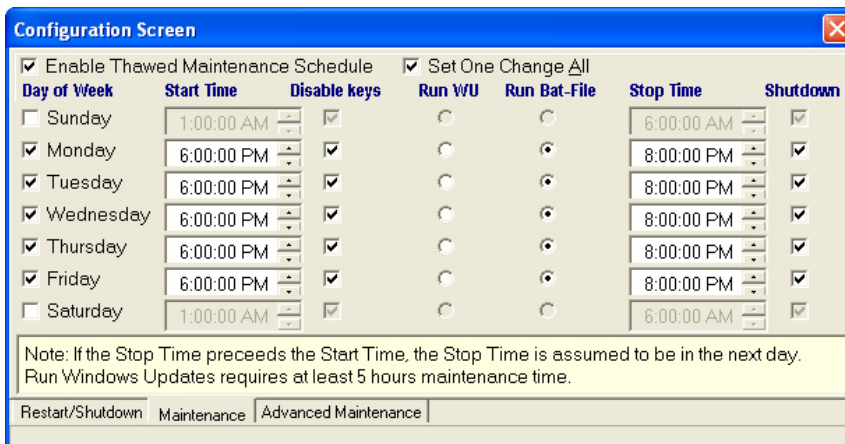 Configuration Screen
Enable Thawed Maintenance Schedule Set One Change All
Day of Week Start Time Disable keys Run WU Run Bat-File Stop Time Shutdown
Sunday 1:00:00 AM 6:00:00 AM
Monday 6:00:00 PM 8:00:00 PM
Tuesday 6:00:00 PM 8:00:00 PM
Wednesday 6:00:00 PM 8:00:00 PM
Thursday 6:00:00 PM 8:00:00 PM
Friday 6:00:00 PM 8:00:00 PM
Saturday 1:00:00 AM 6:00:00 AM
Note: If the Stop Time preceeds the Start Time, the Stop Time is assumed to be in the next day.
Run Windows Updates requires at least 5 hours maintenance time.
Restart/Shutdown Maintenance Advanced Maintenance